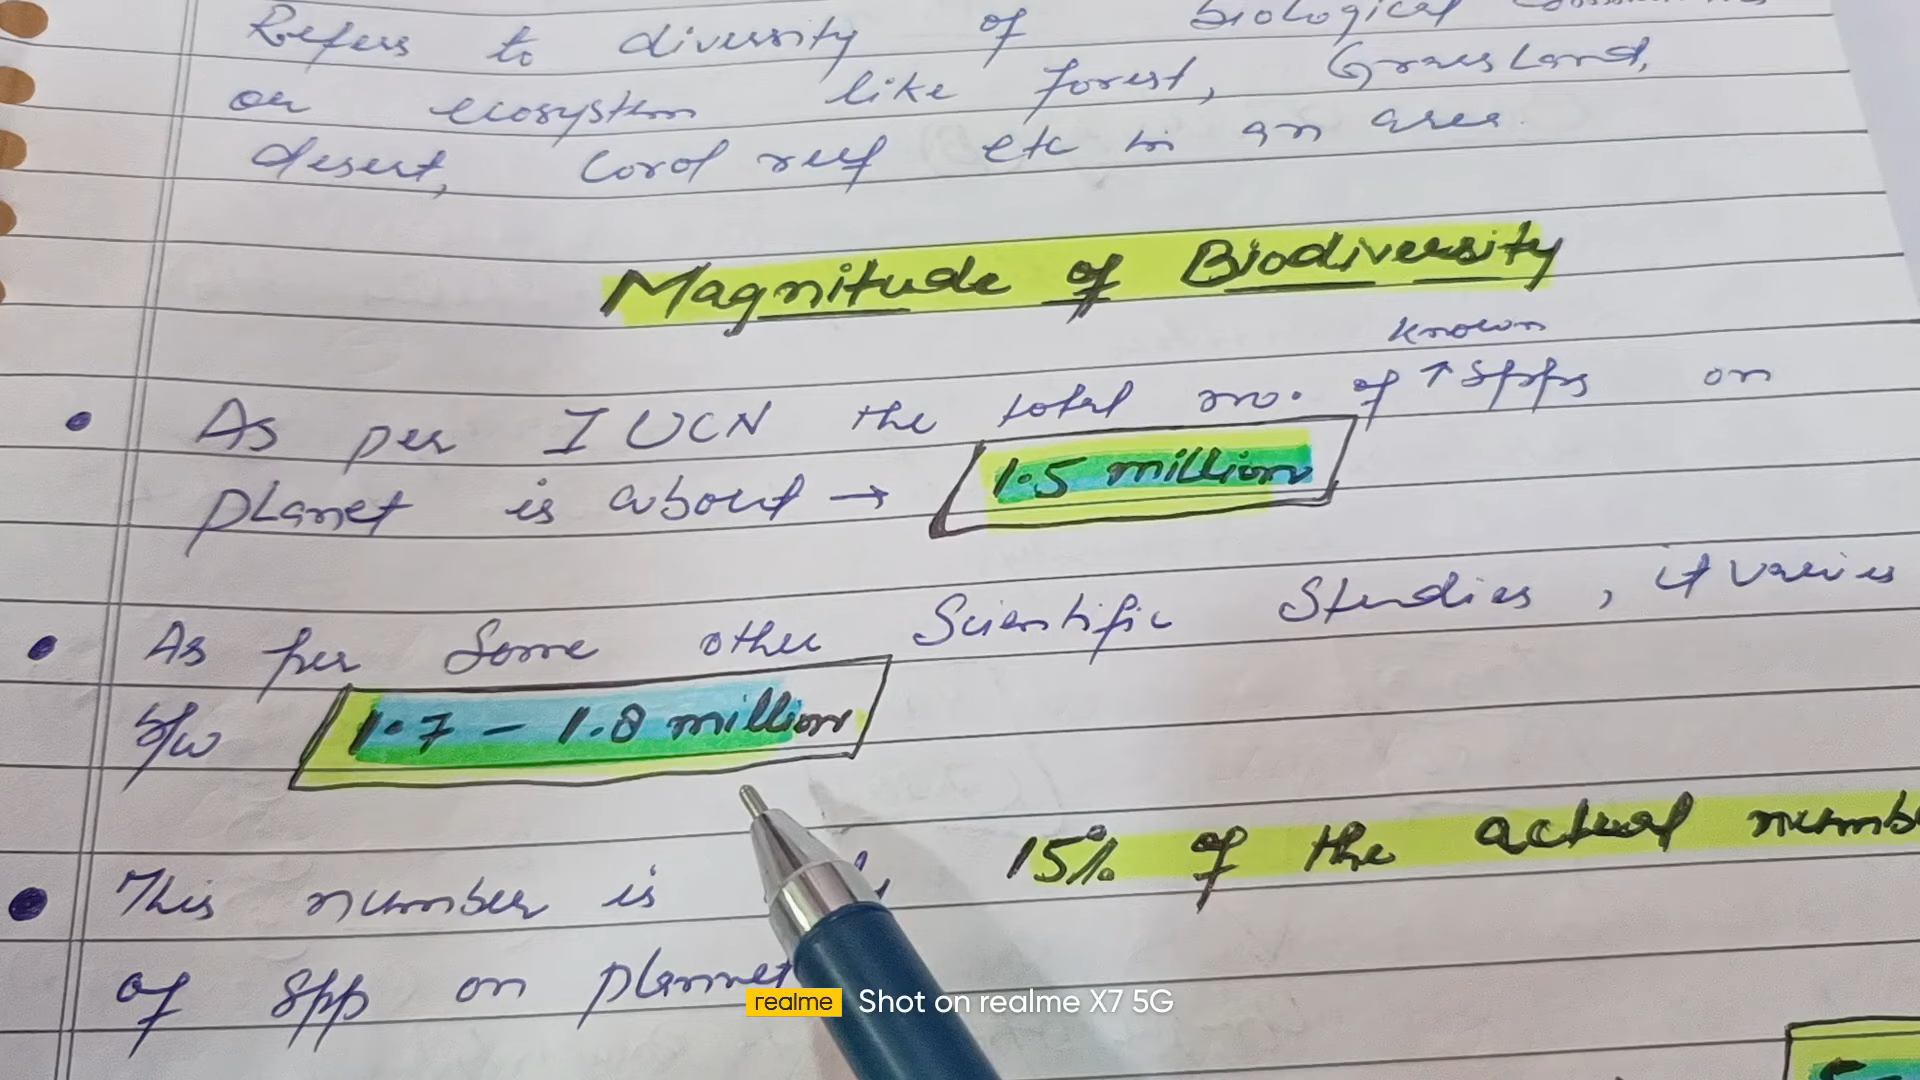 Refers to diversity of biological
or ecosystem like forest, GrassLand,
desert, corol reef etc in an area.
Magnitude of Biodiversity
known
As per IUCN the total no. of ↑ spps on
pLanet is about → 1.5 million
As per Some other Scientific Studies, it varies
b/w 1.7 - 1.8 million
This number is 15% of the actual numb
of spp on plannet
realme Shot on realme X7 5G